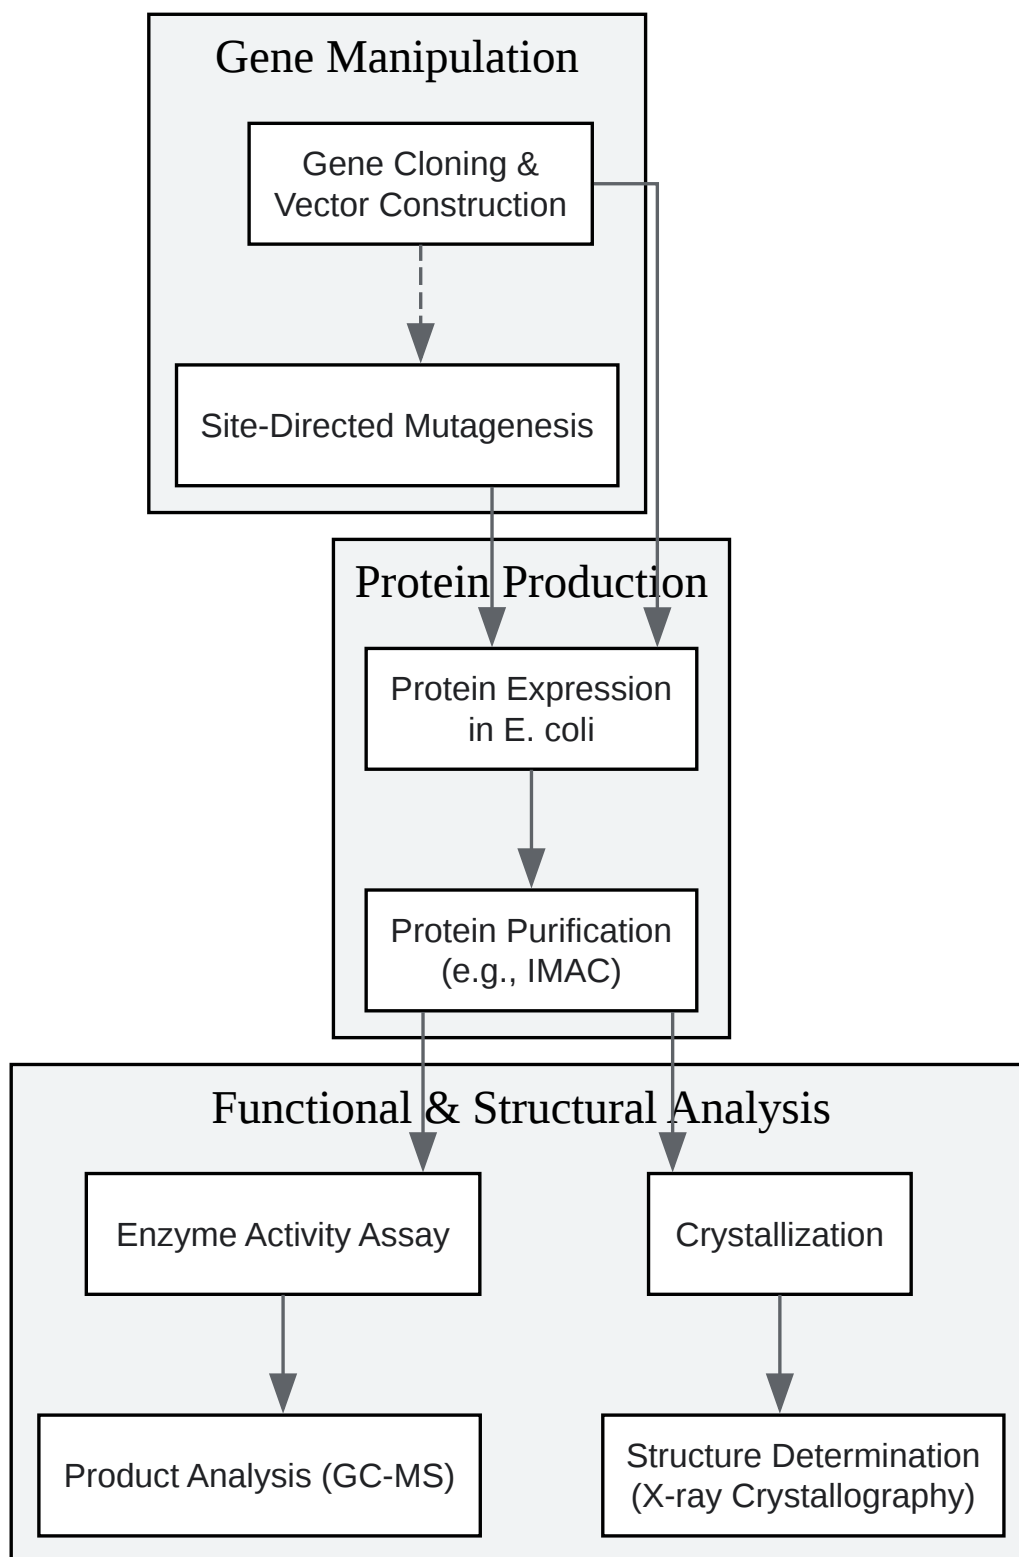 Gene Manipulation
Gene Cloning &
Vector Construction
Site-Directed Mutagenesis
Protein Production
Protein Expression
in E. coli
Protein Purification
(e.g., IMAC)
Functional & Structural Analysis
Enzyme Activity Assay
Crystallization
Product Analysis (GC-MS)
Structure Determination
(X-ray Crystallography)